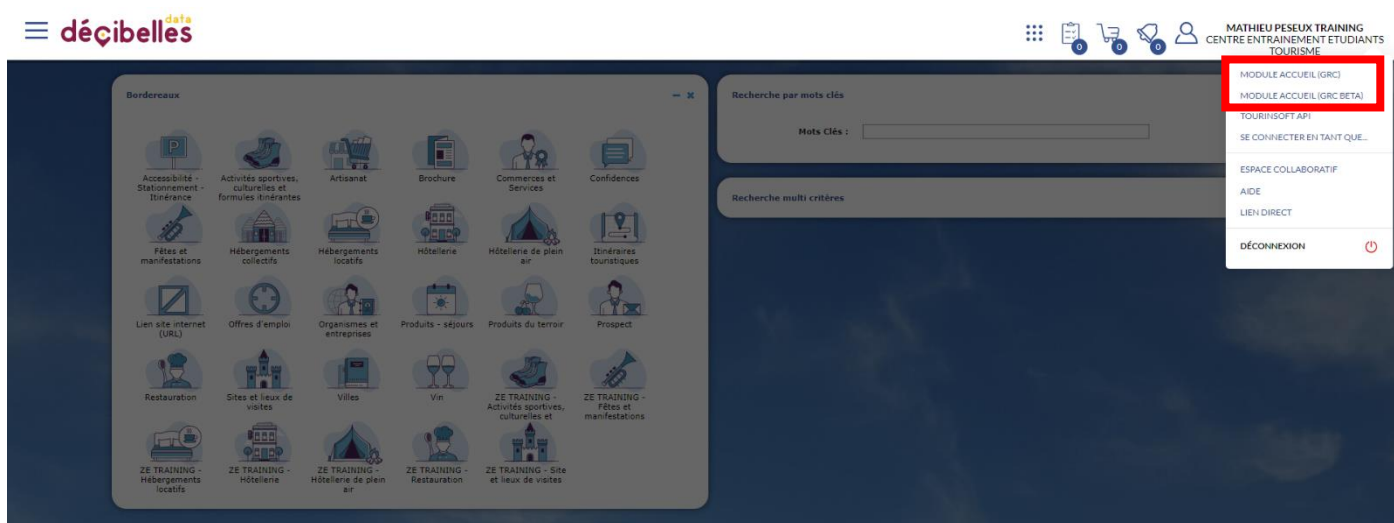 data
décibelles
0
0
0
MATHIEU PESEUX TRAINING
CENTRE ENTRAINEMENT ETUDIANTS
TOURISME
MODULE ACCUEIL (GRC)
MODULE ACCUEIL (GRC BETA)
TOURINSOFT API
SE CONNECTER EN TANT QUE...
ESPACE COLLABORATIF
AIDE
LIEN DIRECT
DÉCONNEXION
Bordereaux
P
Accessibilité -
Stationnement -
Itinérance
Activités sportives,
culturelles et
formules itinérantes
Artisanat
Brochure
Commerces et
Services
Confidences
Fêtes et
manifestations
Hébergements
collectifs
Hébergements
locatifs
Hôtellerie
Hôtellerie de plein
air
Itinéraires
touristiques
Lien site internet
(URL)
Offres d'emploi
Organismes et
entreprises
Produits - séjours
Produits du terroir
Prospect
Restauration
Sites et lieux de
visites
Villes
Vin
ZE TRAINING -
Activités sportives,
culturelles et
ZE TRAINING -
Fêtes et
manifestations
ZE TRAINING -
Hébergements
locatifs
ZE TRAINING -
Hôtellerie
ZE TRAINING -
Hôtellerie de plein
air
ZE TRAINING -
Restauration
ZE TRAINING - Site
et lieux de visites
Recherche par mots clés
Mots Clés :
Recherche multi critères